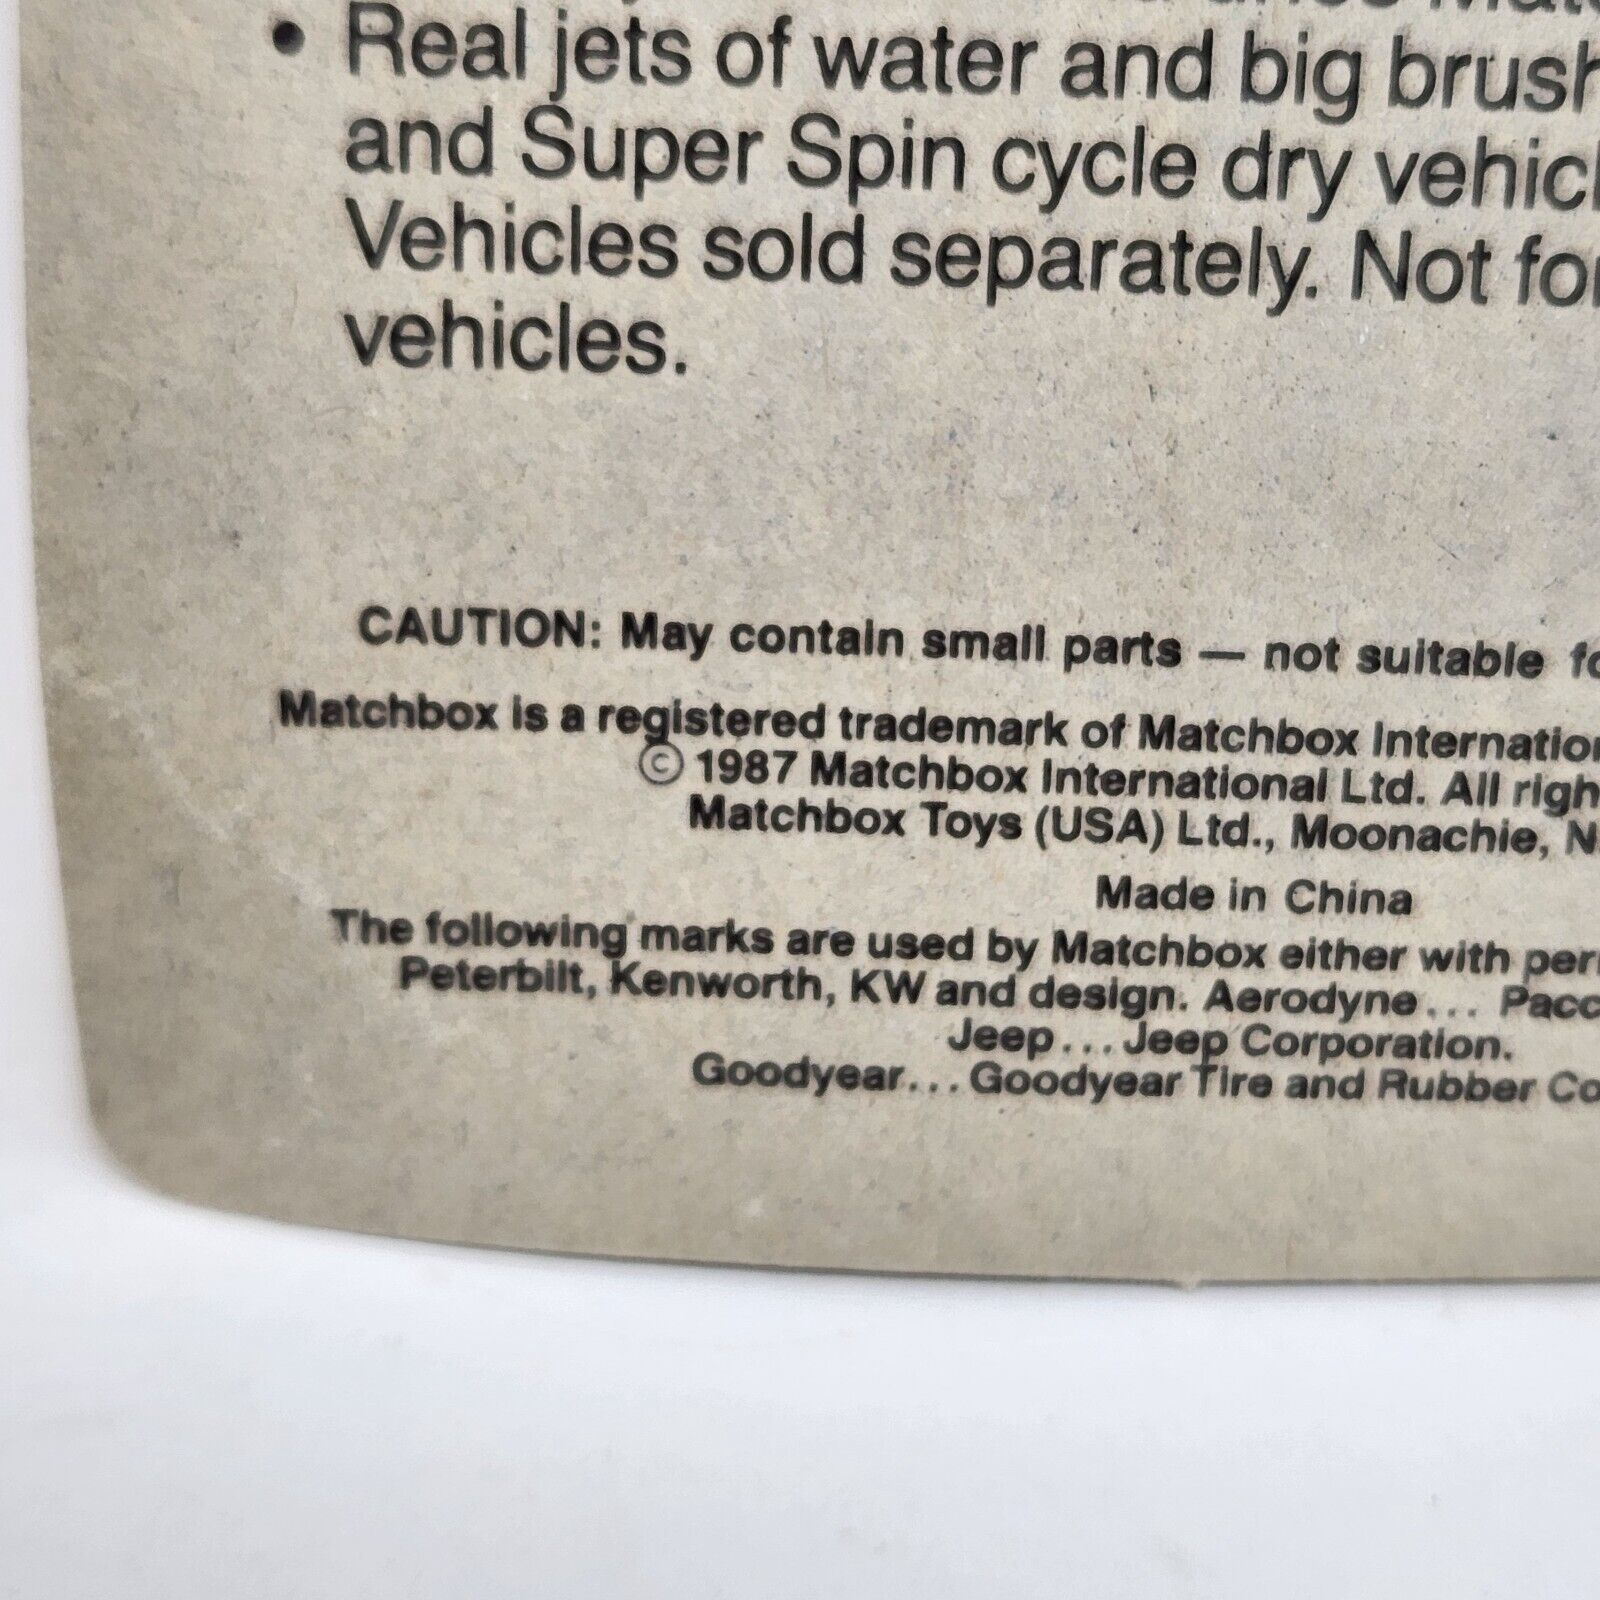 • Real jets of water and big brush
and Super Spin cycle dry vehicl
Vehicles sold separately. Not for
vehicles.
CAUTION: May contain small parts — not suitable fo
Matchbox is a registered trademark of Matchbox Internation
© 1987 Matchbox International Ltd. All righ
Matchbox Toys (USA) Ltd., Moonachie, N
Made in China
The following marks are used by Matchbox either with per
Peterbilt, Kenworth, KW and design. Aerodyne... Pacc
Jeep...Jeep Corporation.
Goodyear...Goodyear Tire and Rubber Co